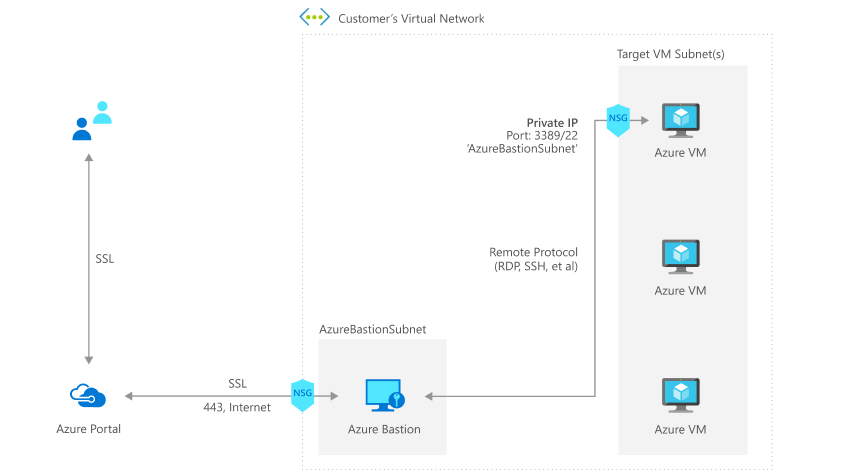 Customer’s Virtual Network
Target VM Subnet(s)
Private IP
Port: 3389/22
‘AzureBastionSubnet’
NSG
Azure VM
SSL
Remote Protocol
(RDP, SSH, et al)
Azure VM
AzureBastionSubnet
SSL
443, Internet
NSG
Azure Portal
Azure Bastion
Azure VM